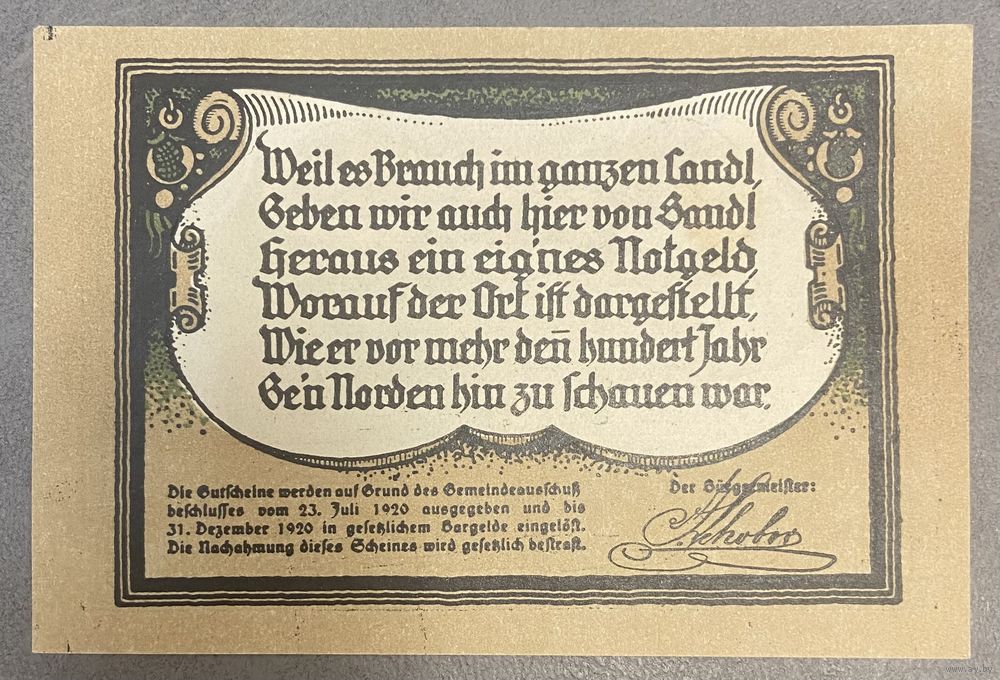 Weil es Brauch im ganzen Landl,
Geben wir auch hier von Sandl
Heraus ein eig'nes Notgeld,
Worauf der Ort ist dargestellt,
Wie er vor mehr den̄ hundert Jahr
Ge'n Norden hin zu schauen war.
Die Gutscheine werden auf Grund des Gemeindeausschuß
beschlusses vom 23. Juli 1920 ausgegeben und bis
31. Dezember 1920 in gesetzlichem Bargelde eingelöst.
Die Nachahmung dieses Scheines wird gesetzlich bestraft.
Der Bürgermeister:
www.ay.by